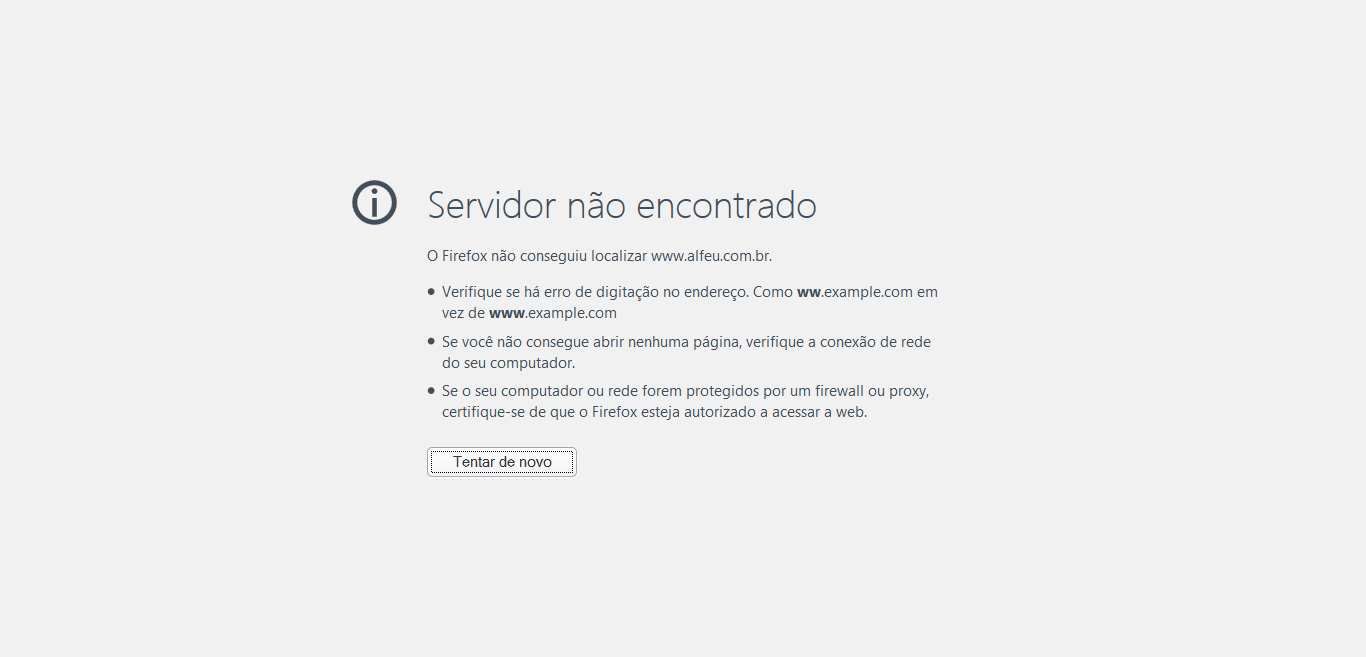 Servidor não encontrado
O Firefox não conseguiu localizar www.alfeu.com.br.
• Verifique se há erro de digitação no endereço. Como ww.example.com em
vez de www.example.com
• Se você não consegue abrir nenhuma página, verifique a conexão de rede
do seu computador.
• Se o seu computador ou rede forem protegidos por um firewall ou proxy,
certifique-se de que o Firefox esteja autorizado a acessar a web.
Tentar de novo